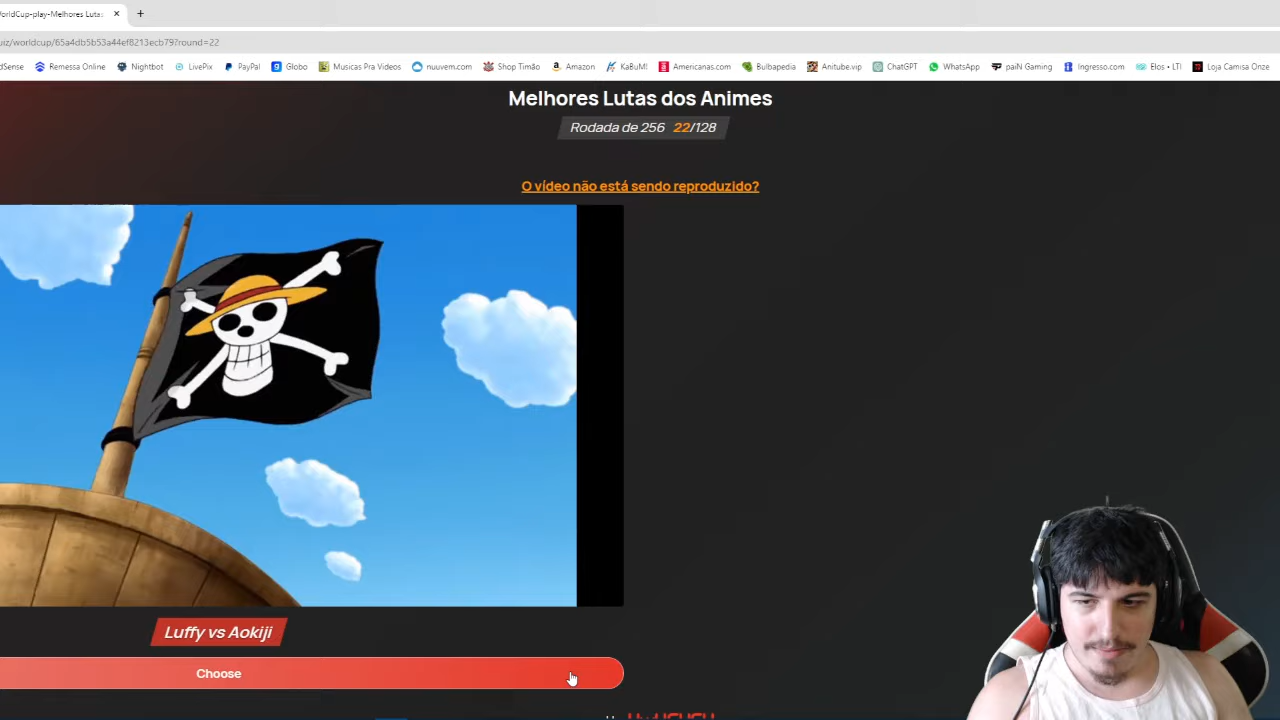 WorldCup-play-Melhores Lutas
uiz/worldcup/65a4db5b53a44ef8213ecb79?round=22
dSense Remessa Online Nightbot LivePix PayPal Globo Musicas Pra Videos nuuvem.com Shop Timão Amazon KaBuM! Americanas.com Bulbapedia Anitube.vip ChatGPT WhatsApp paiN Gaming Ingresso.com Elos • LTI Loja Camisa Onze
Melhores Lutas dos Animes
Rodada de 256 22/128
O vídeo não está sendo reproduzido?
Luffy vs Aokiji
Choose